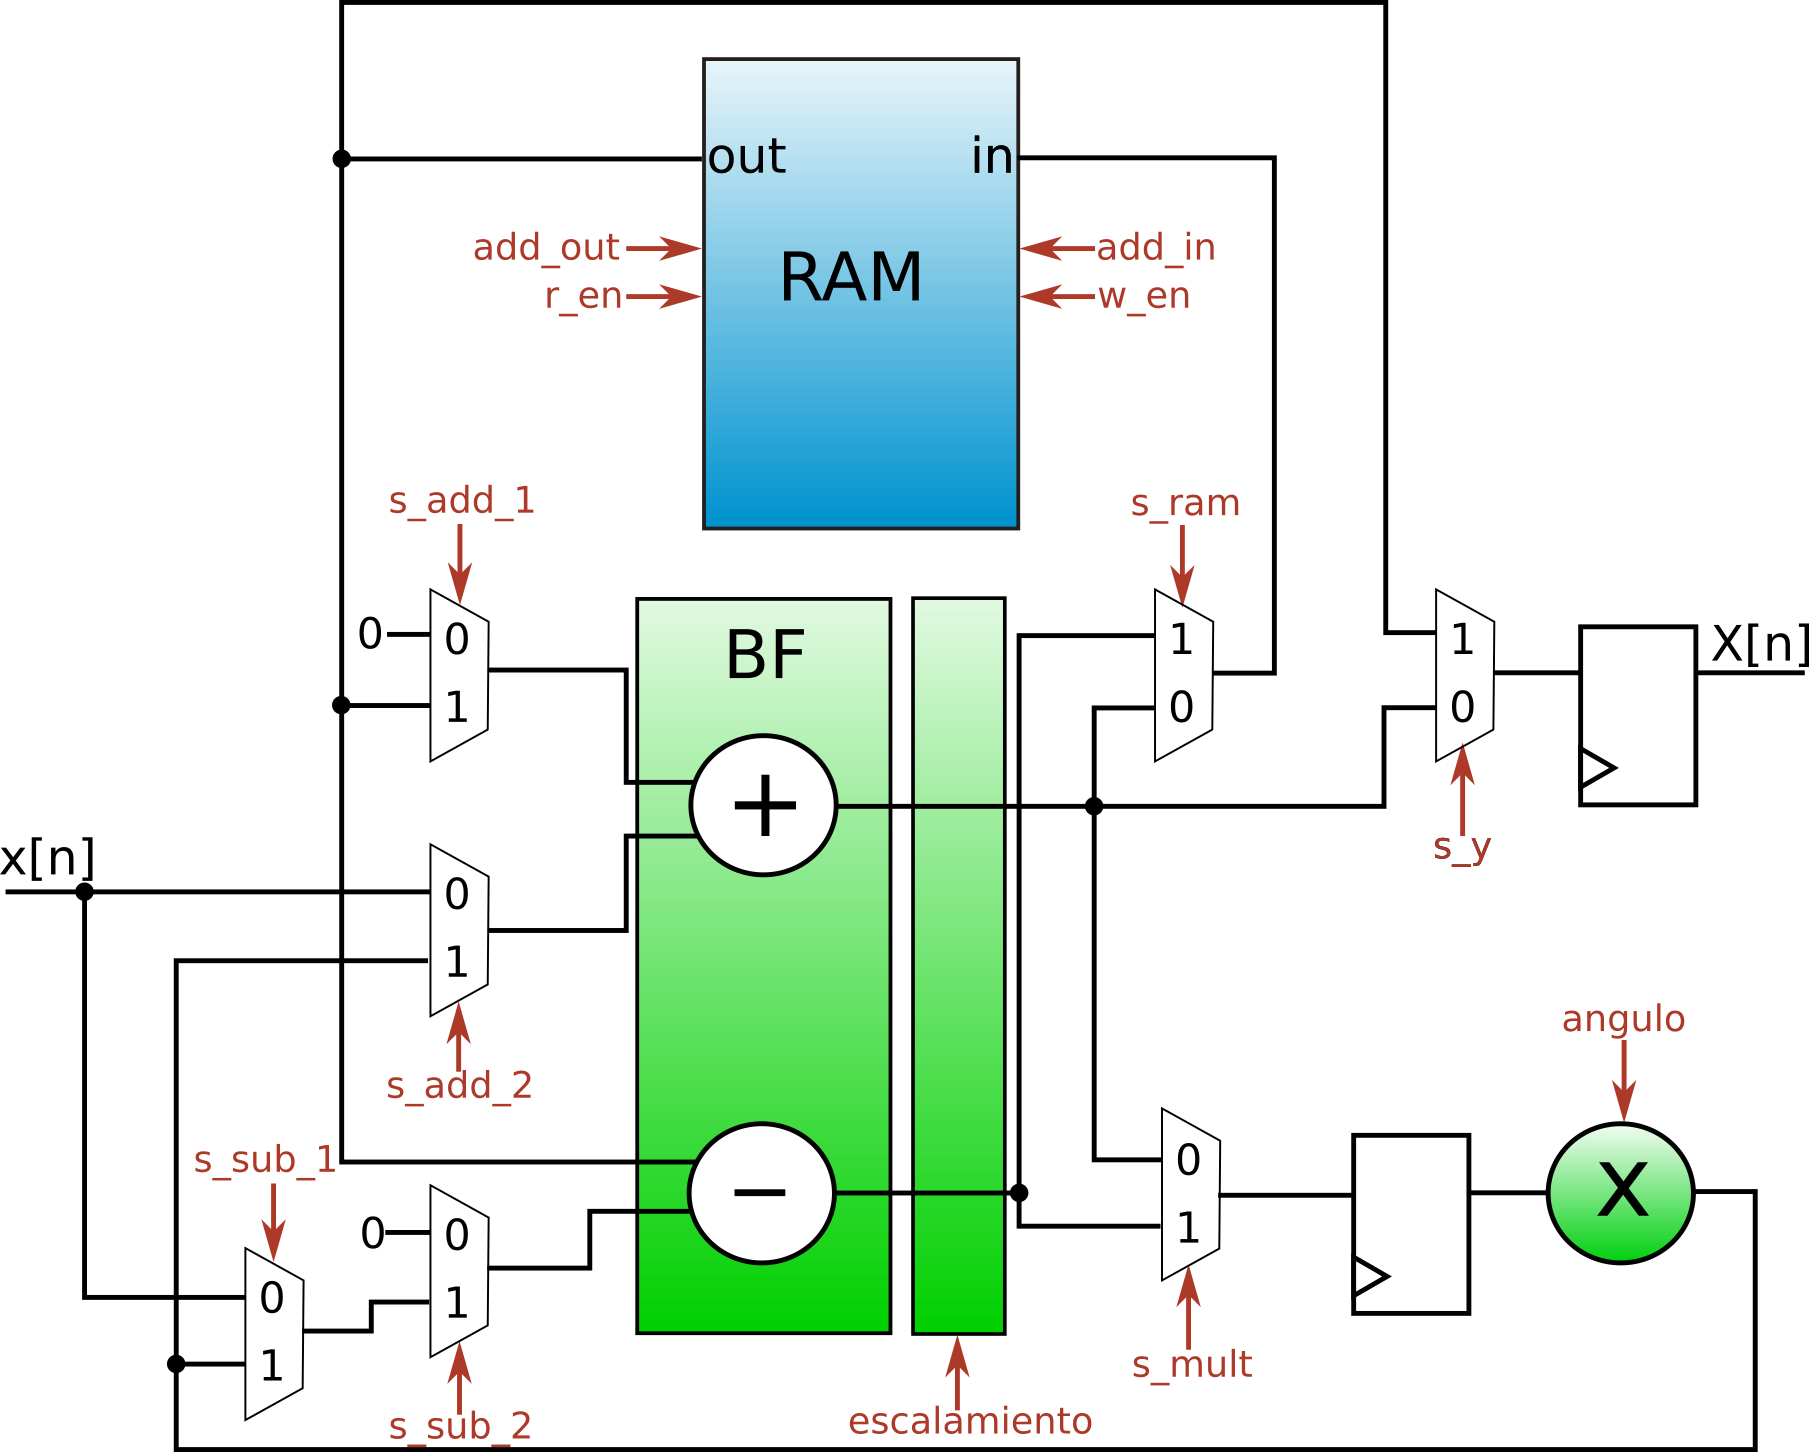 out
in
add_out
add_in
RAM
r_en
w_en
s_add_1
s_ram
0
0
1
1
BF
1
0
1
0
X[n]
+
s_y
x[n]
0
1
s_add_2
angulo
s_sub_1
−
0
0
1
0
1
X
0
1
s_mult
s_sub_2
escalamiento